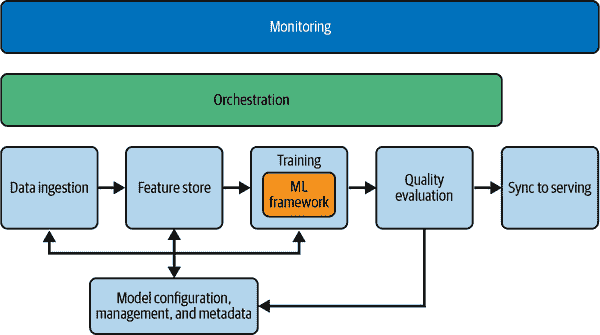 Monitoring
Orchestration
Data ingestion
Feature store
Training
ML
framework
Quality
evaluation
Sync to serving
Model configuration,
management, and metadata